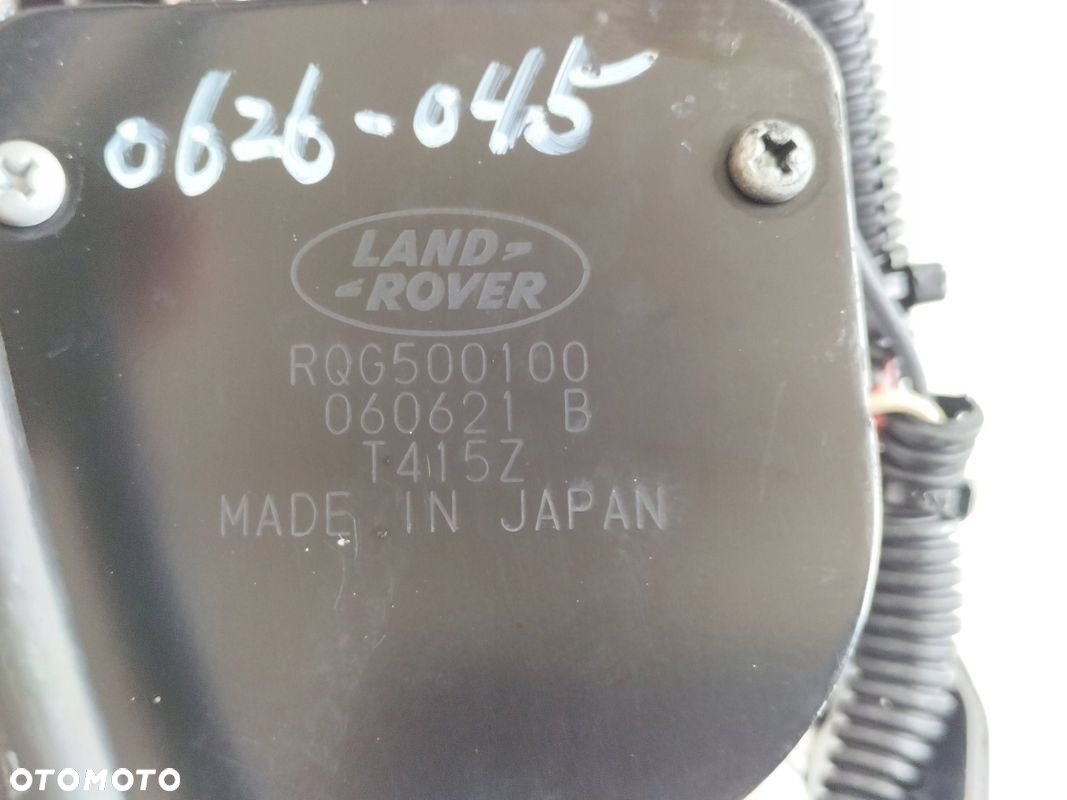 0626-045
LAND
ROVER
RQG500100
060621 B
T415Z
MADE IN JAPAN
OTOMOTO